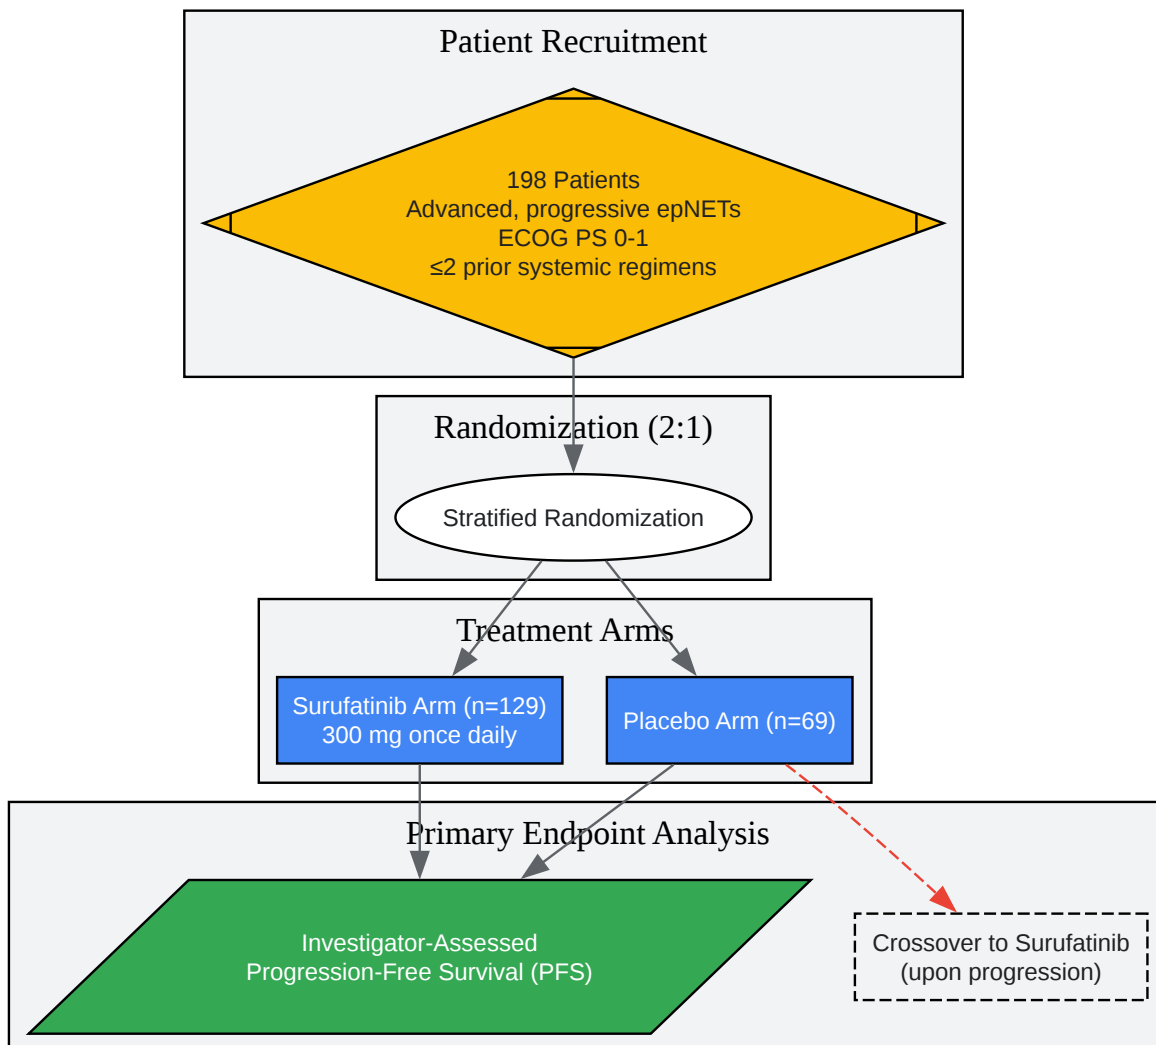 Patient Recruitment
198 Patients
Advanced, progressive epNETs
ECOG PS 0-1
≤2 prior systemic regimens
Randomization (2:1)
Stratified Randomization
Treatment Arms
Surufatinib Arm (n=129)
300 mg once daily
Placebo Arm (n=69)
Primary Endpoint Analysis
Investigator-Assessed
Progression-Free Survival (PFS)
Crossover to Surufatinib
(upon progression)